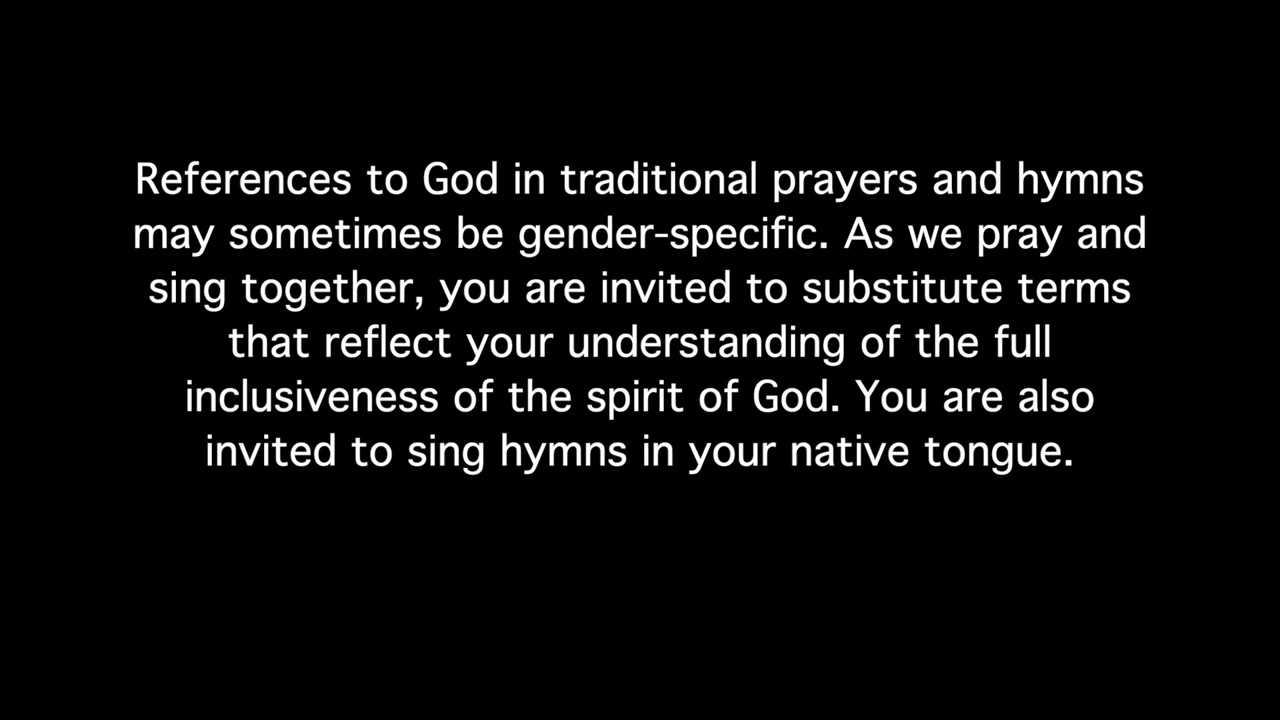 References to God in traditional prayers and hymns
may sometimes be gender-specific. As we pray and
sing together, you are invited to substitute terms
that reflect your understanding of the full
inclusiveness of the spirit of God. You are also
invited to sing hymns in your native tongue.